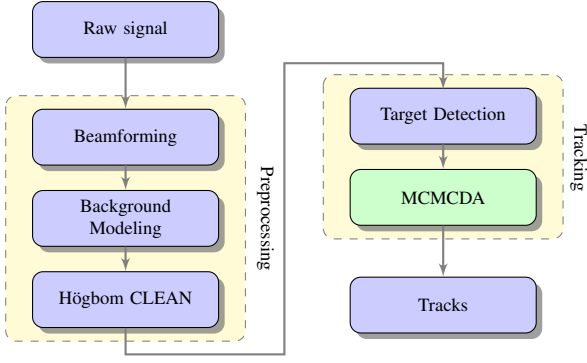 Raw signal
Beamforming
Background
Modeling
Högbom CLEAN
Preprocessing
Target Detection
MCMCDA
Tracking
Tracks